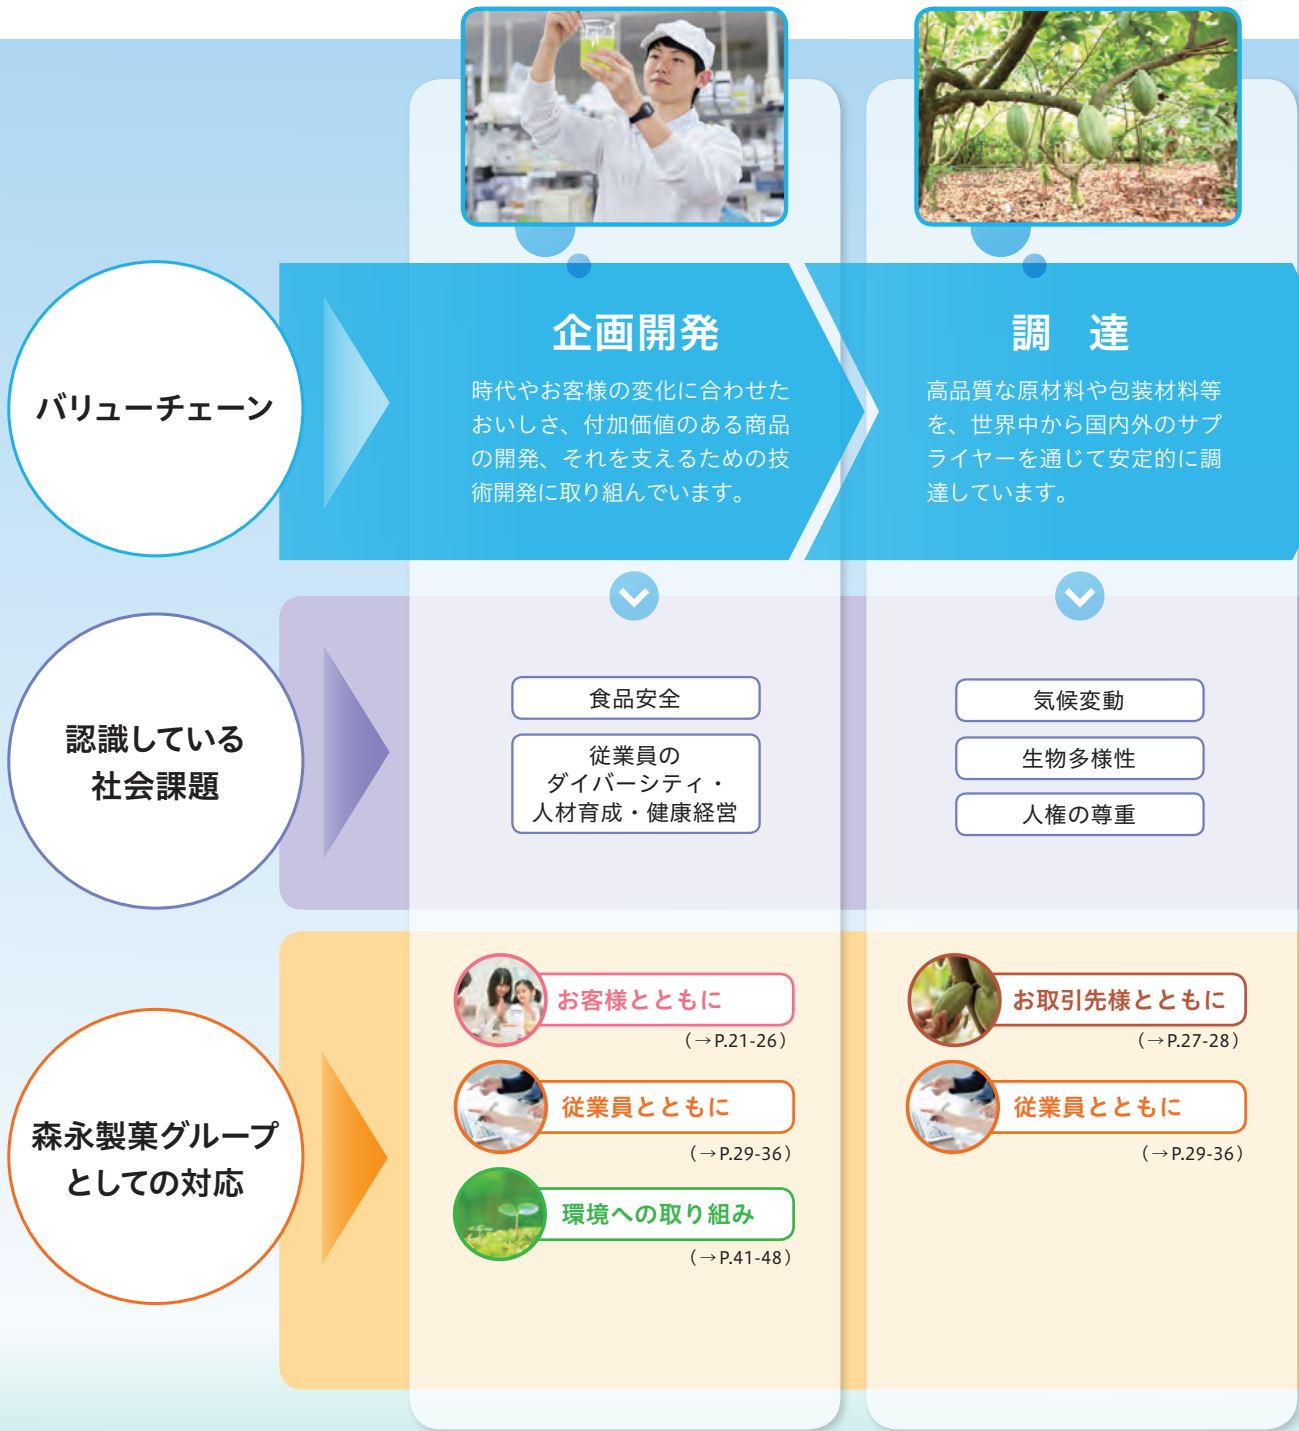 バリューチェーン
企画開発
時代やお客様の変化に合わせた
おいしさ、付加価値のある商品
の開発、それを支えるための技
術開発に取り組んでいます。
調　達
高品質な原材料や包装材料等
を、世界中から国内外のサプ
ライヤーを通じて安定的に調
達しています。
認識している
社会課題
食品安全
従業員の
ダイバーシティ・
人材育成・健康経営
気候変動
生物多様性
人権の尊重
森永製菓グループ
としての対応
お客様とともに
（→P.21-26）
従業員とともに
（→P.29-36）
環境への取り組み
（→P.41-48）
お取引先様とともに
（→P.27-28）
従業員とともに
（→P.29-36）